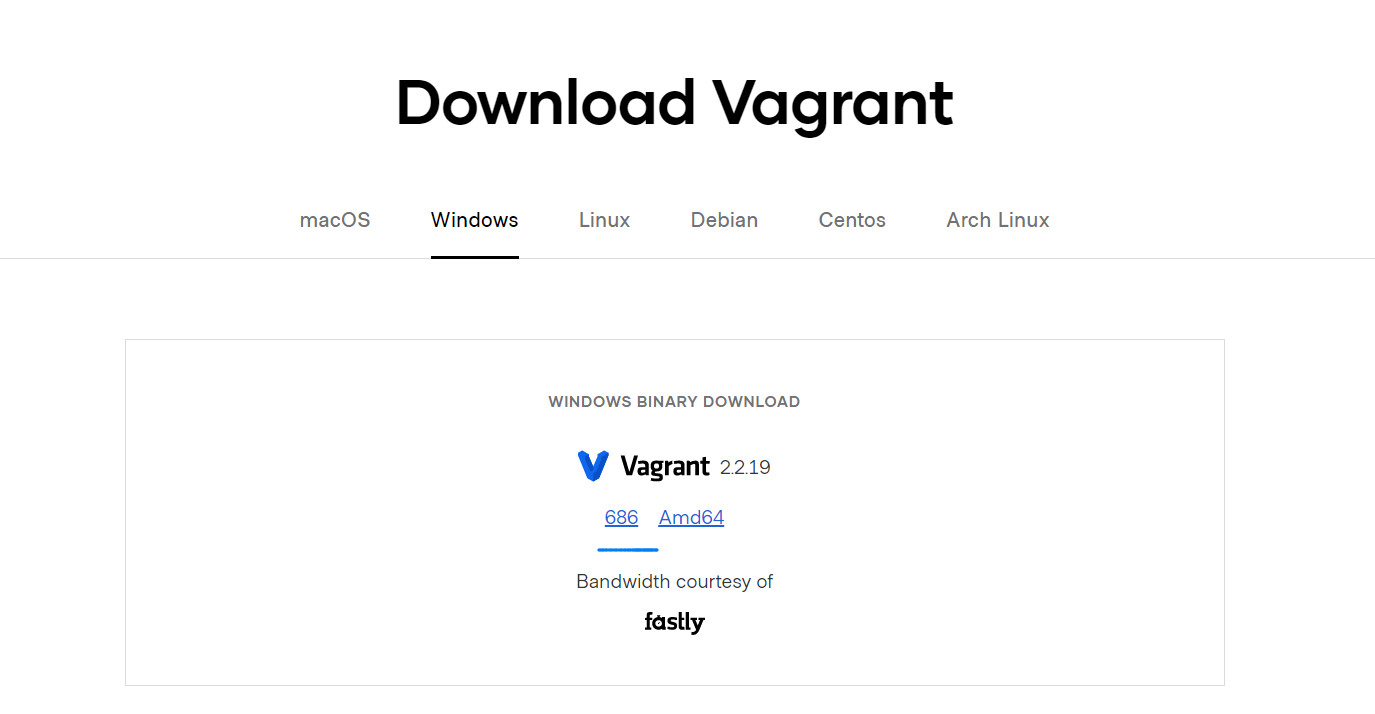 Download Vagrant
macOS Windows Linux Debian Centos Arch Linux
WINDOWS BINARY DOWNLOAD
Vagrant 2.2.19
686 Amd64
Bandwidth courtesy of
fastly